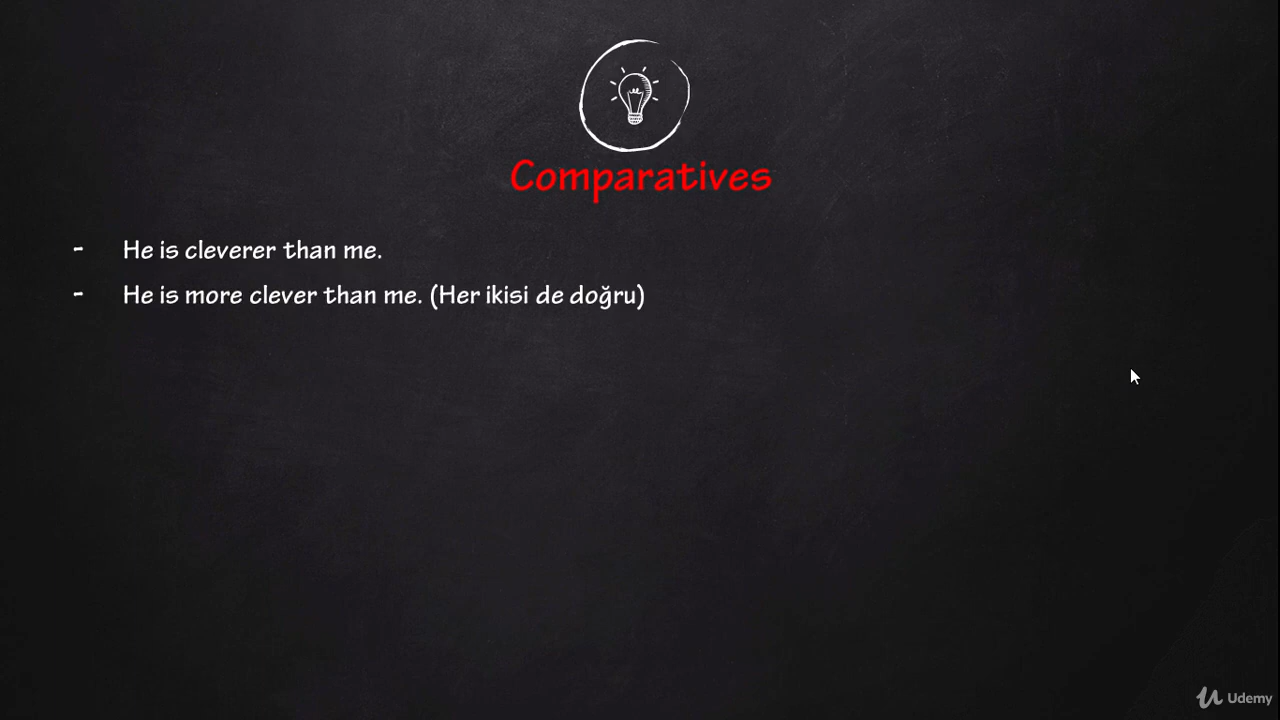 Comparatives
- He is cleverer than me.
- He is more clever than me. (Her ikisi de doğru)
Udemy